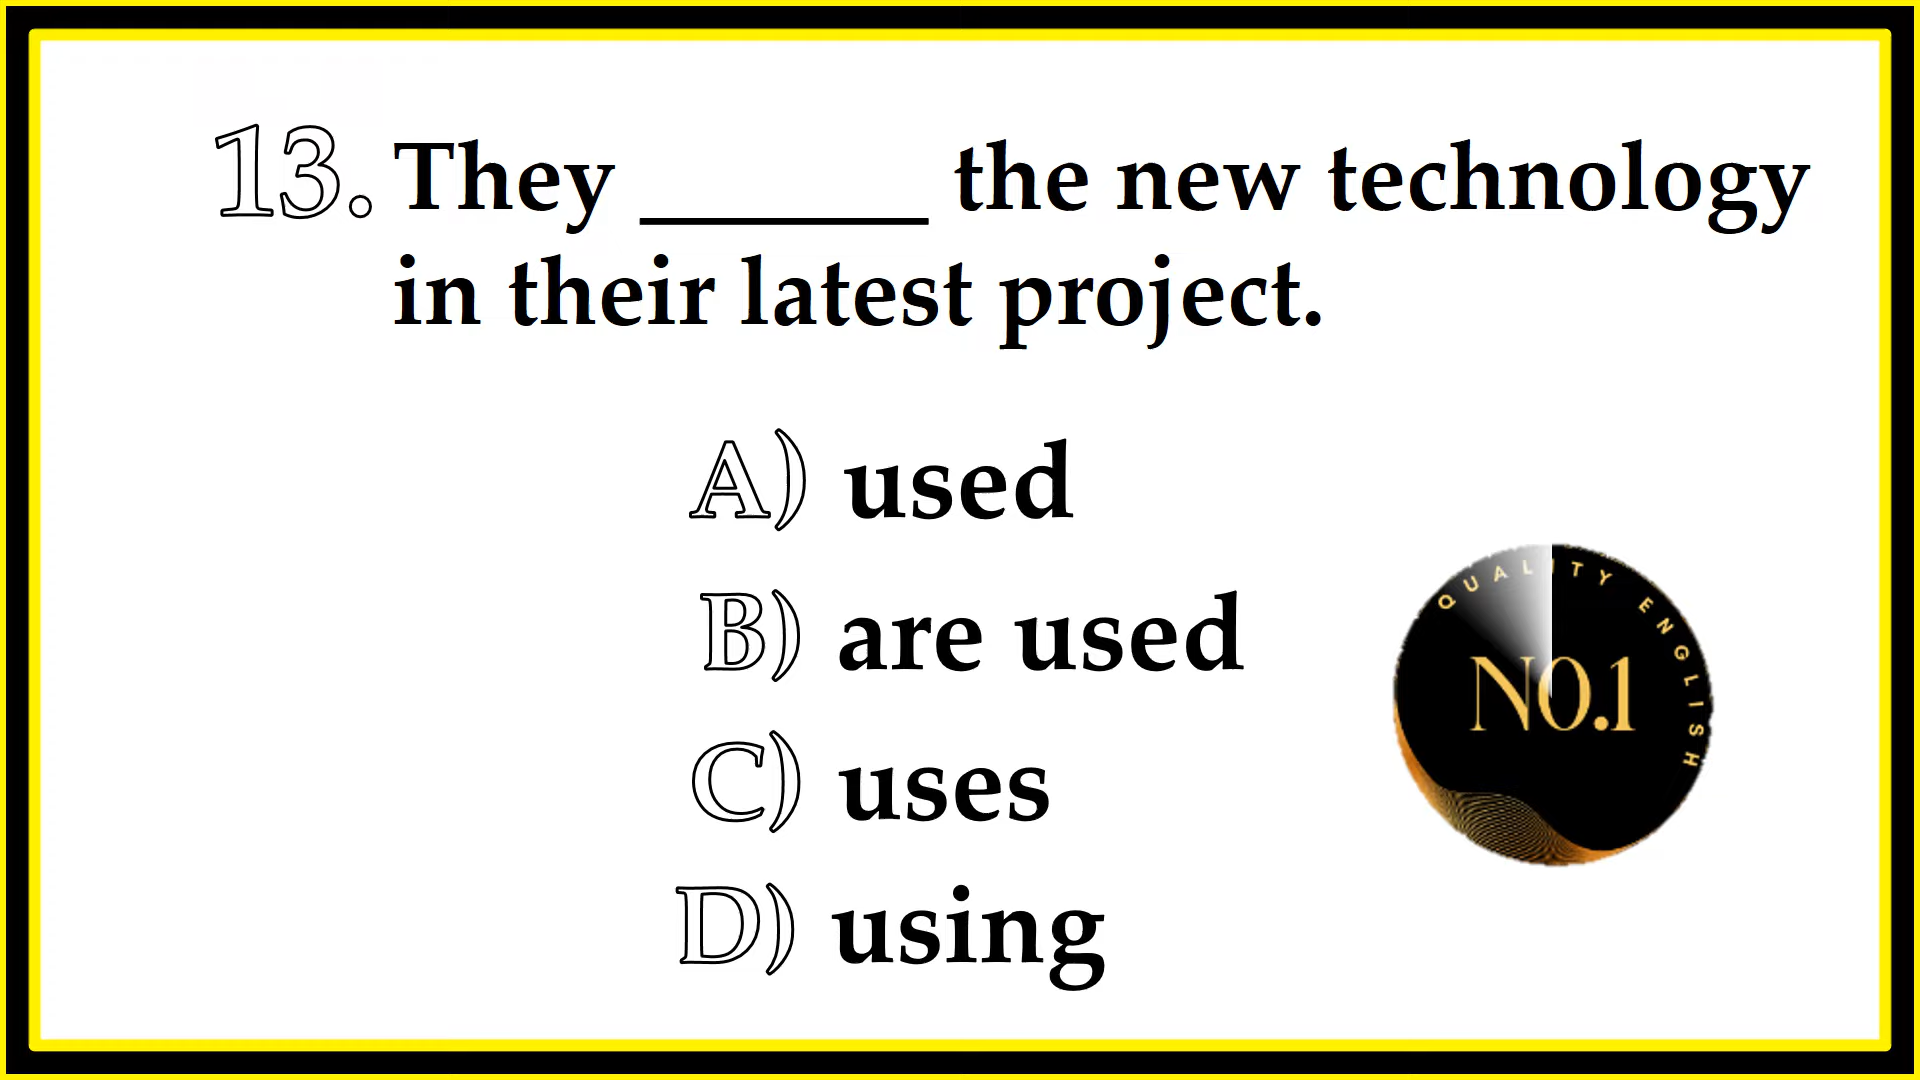 13. They ______ the new technology
in their latest project.
A) used
B) are used
C) uses
D) using
QUALITY ENGLISH
NO.1